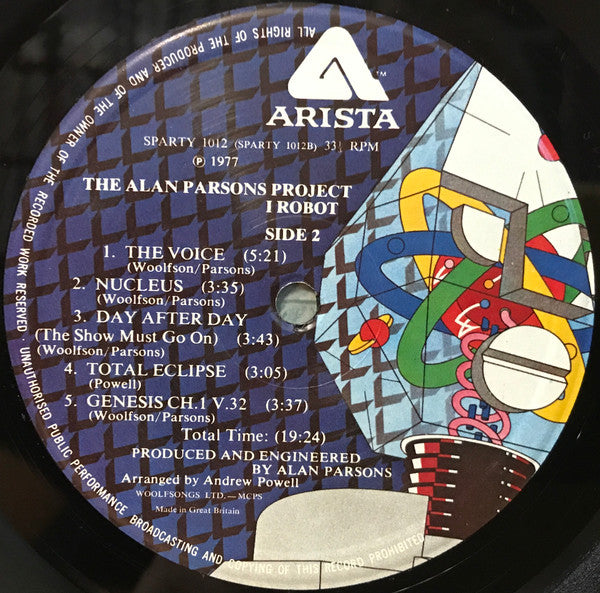 ARISTA
TM
SPARTY 1012 (SPARTY 1012B) 33⅓ RPM
Ⓟ 1977
THE ALAN PARSONS PROJECT
I ROBOT
SIDE 2
1. THE VOICE (5:21)
(Woolfson/Parsons)
2. NUCLEUS (3:35)
(Woolfson/Parsons)
3. DAY AFTER DAY
(The Show Must Go On) (3:43)
(Woolfson/Parsons)
4. TOTAL ECLIPSE (3:05)
(Powell)
5. GENESIS CH.1 V.32 (3:37)
(Woolfson/Parsons)
Total Time: (19:24)
PRODUCED AND ENGINEERED
BY ALAN PARSONS
Arranged by Andrew Powell
WOOLFSONGS LTD.—MCPS
Made in Great Britain
ALL RIGHTS OF THE PRODUCER AND OF THE OWNER OF THE RECORDED WORK RESERVED · UNAUTHORISED PUBLIC PERFORMANCE BROADCASTING AND COPYING OF THIS RECORD PROHIBITED